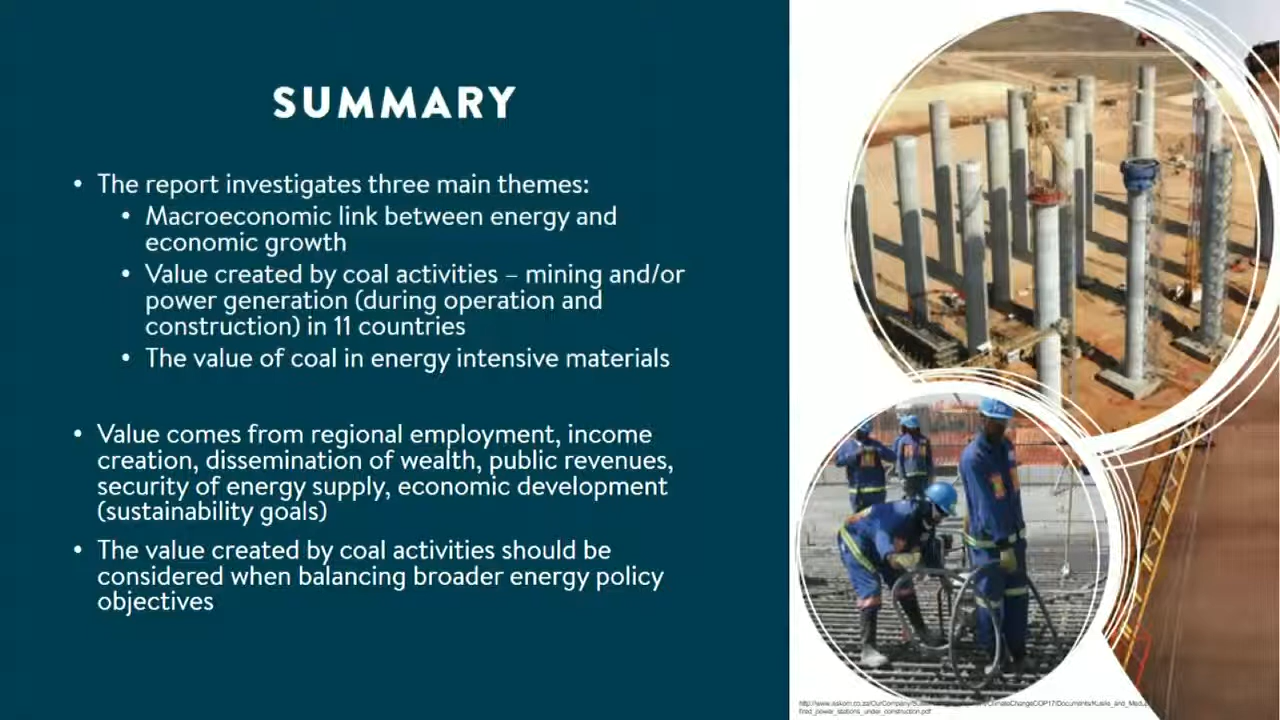 SUMMARY
• The report investigates three main themes:
• Macroeconomic link between energy and
economic growth
• Value created by coal activities – mining and/or
power generation (during operation and
construction) in 11 countries
• The value of coal in energy intensive materials
• Value comes from regional employment, income
creation, dissemination of wealth, public revenues,
security of energy supply, economic development
(sustainability goals)
• The value created by coal activities should be
considered when balancing broader energy policy
objectives
fired_power_stations_under_construction.pdf